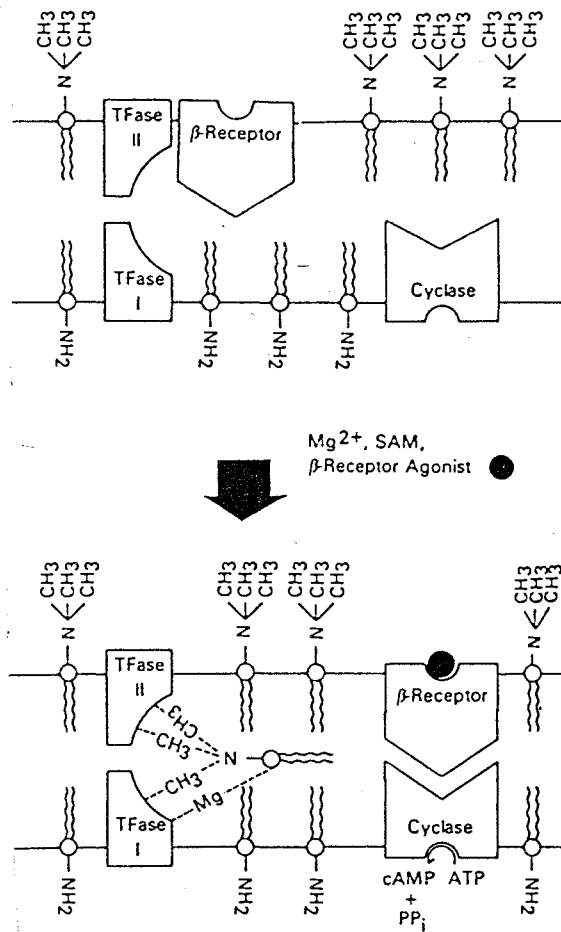 CH3 CH3 CH3
N
CH3 CH3 CH3
N
CH3 CH3 CH3
N
CH3 CH3 CH3
N
TFase
II
β-Receptor
TFase
I
Cyclase
NH2
NH2
NH2
NH2
Mg2+, SAM,
β-Receptor Agonist
CH3 CH3 CH3
N
CH3 CH3 CH3
N
CH3 CH3 CH3
N
CH3 CH3 CH3
N
TFase
II
β-Receptor
CH3
CH3
N
CH3
Mg
TFase
I
Cyclase
NH2
NH2
NH2
NH2
cAMP ATP
+
PPi